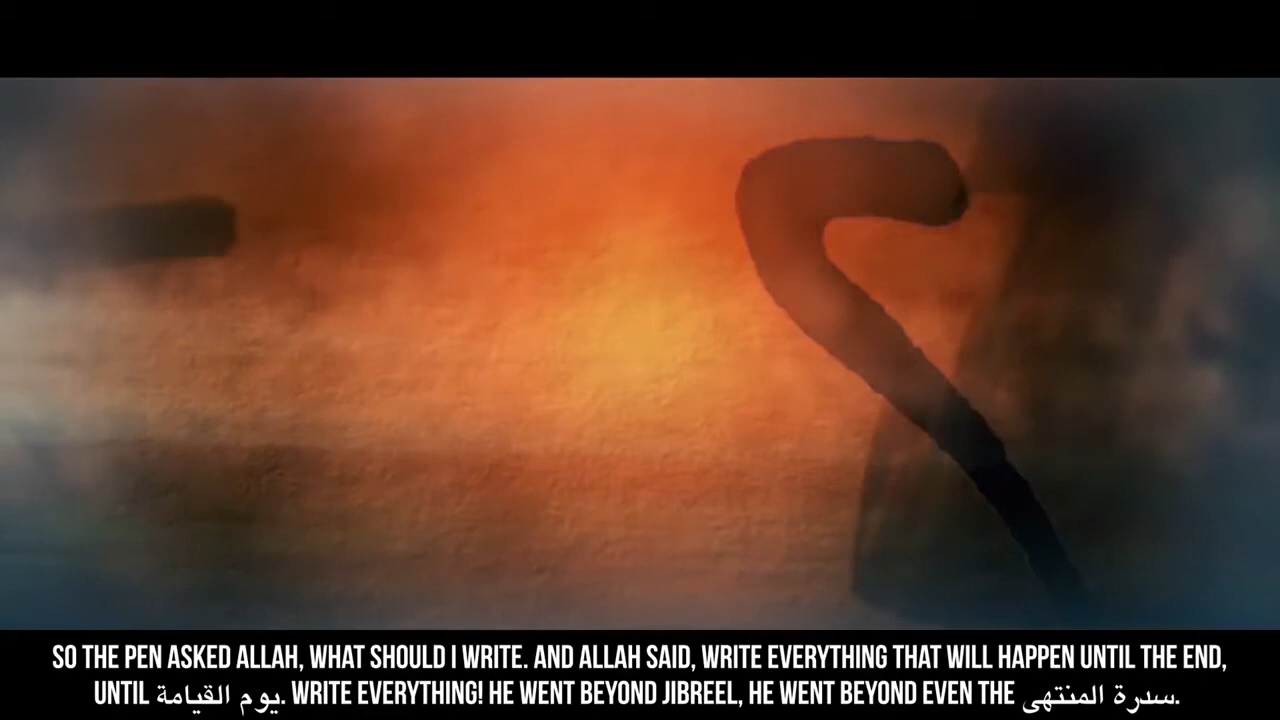 SO THE PEN ASKED ALLAH, WHAT SHOULD I WRITE. AND ALLAH SAID, WRITE EVERYTHING THAT WILL HAPPEN UNTIL THE END,
UNTIL يوم القيامة. WRITE EVERYTHING! HE WENT BEYOND JIBREEL, HE WENT BEYOND EVEN THE سدرة المنتهى.